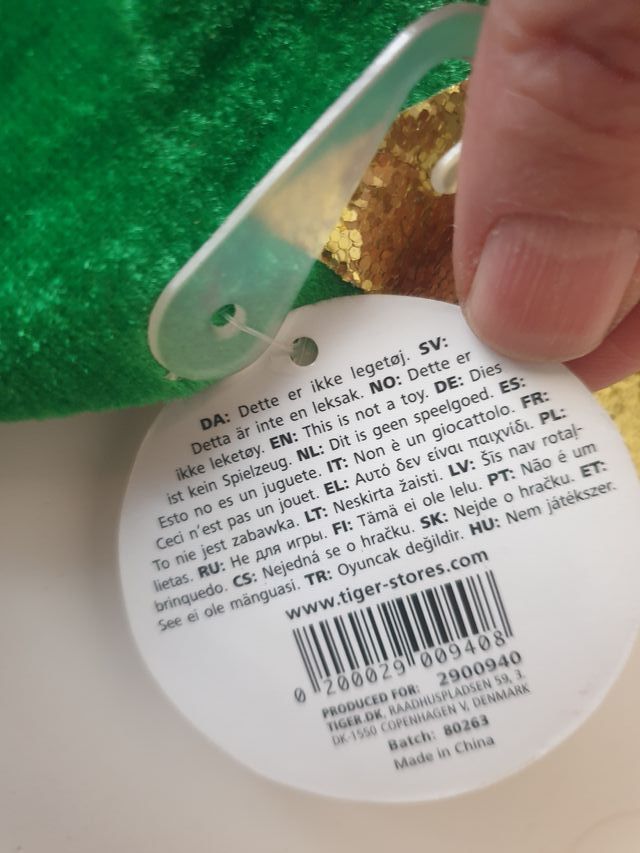 DA: Dette er ikke legetøj. SV:
Detta är inte en leksak. NO: Dette er
ikke leketøy. EN: This is not a toy. DE: Dies
ist kein Spielzeug. NL: Dit is geen speelgoed. ES:
Esto no es un juguete. IT: Non è un giocattolo. FR:
Ceci n'est pas un jouet. EL: Αυτό δεν είναι παιχνίδι. PL:
To nie jest zabawka. LT: Neskirta žaisti. LV: Šis nav rotaļ-
lietas. RU: Не для игры. FI: Tämä ei ole lelu. PT: Não é um
brinquedo. CS: Nejedná se o hračku. SK: Nejde o hračku. ET:
See ei ole mänguasi. TR: Oyuncak değildir. HU: Nem játékszer.
www.tiger-stores.com
0 200029 009408
PRODUCED FOR: 2900940
TIGER.DK, RAADHUSPLADSEN 59, 3.
DK-1550 COPENHAGEN V, DENMARK
Batch: 80263
Made in China